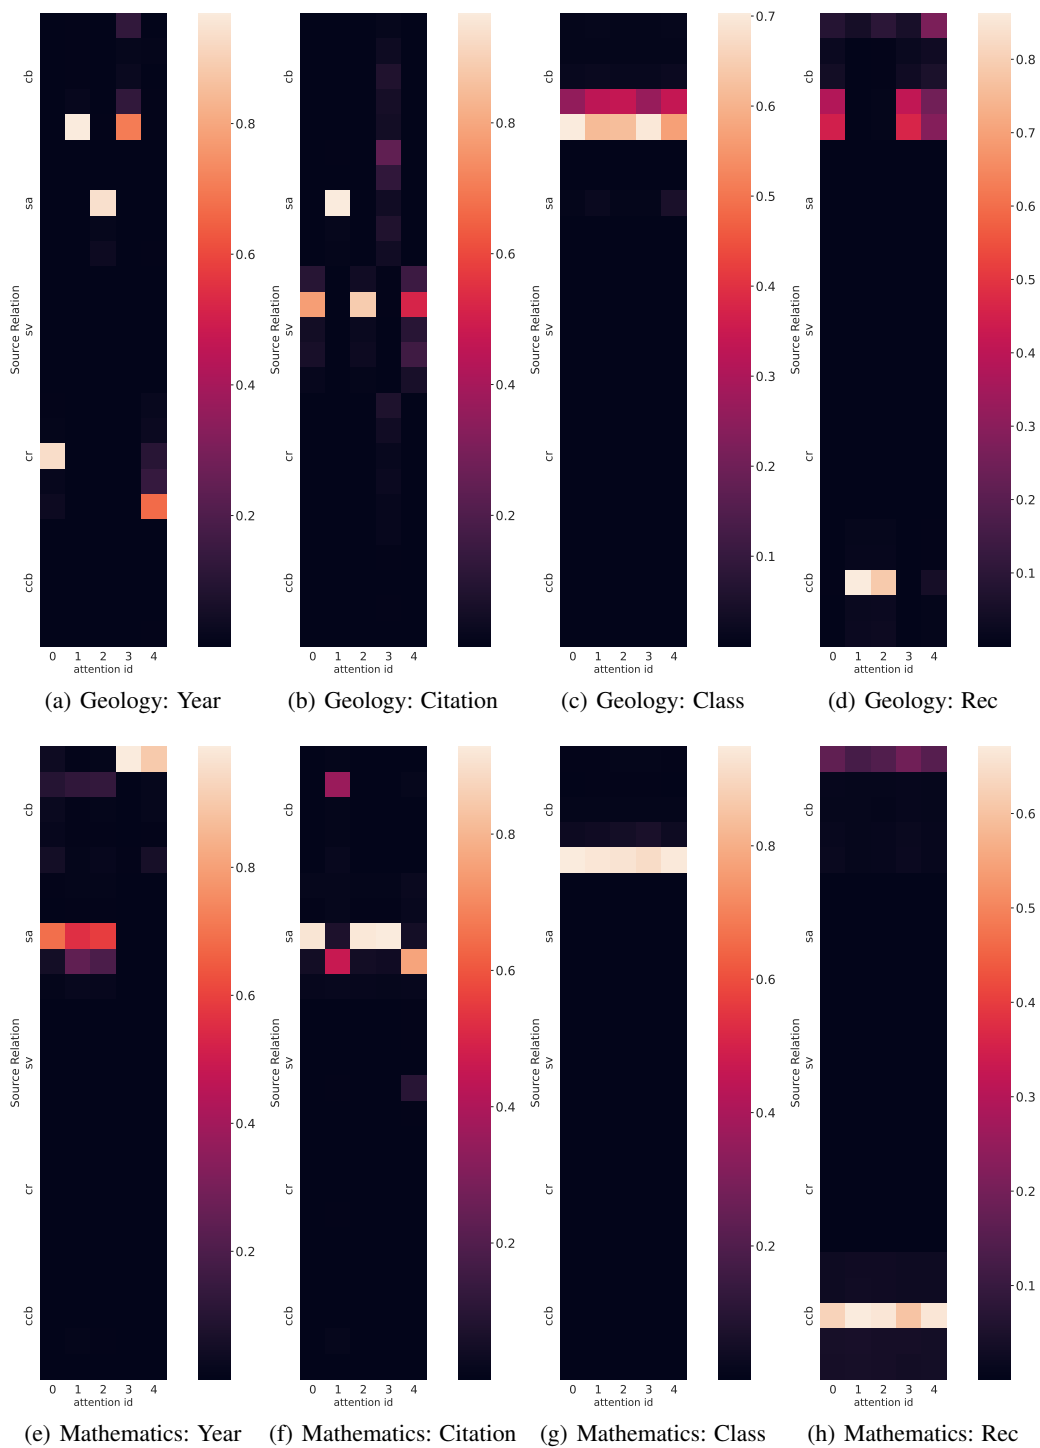 Source Relation
cb
sa
sv
cr
ccb
0 1 2 3 4
attention id
0.8
0.6
0.4
0.2
(a) Geology: Year
Source Relation
0 1 2 3 4
attention id
0.8
0.6
0.4
0.2
(b) Geology: Citation
Source Relation
cb
sa
sv
cr
ccb
0 1 2 3 4
attention id
0.7
0.6
0.5
0.4
0.3
0.2
0.1
(c) Geology: Class
Source Relation
cb
sa
sv
cr
ccb
0 1 2 3 4
attention id
0.8
0.7
0.6
0.5
0.4
0.3
0.2
0.1
(d) Geology: Rec
Source Relation
cb
sa
sv
cr
ccb
0 1 2 3 4
attention id
0.8
0.6
0.4
0.2
(e) Mathematics: Year
Source Relation
cb
sa
sv
cr
ccb
0 1 2 3 4
attention id
0.8
0.6
0.4
0.2
(f) Mathematics: Citation
Source Relation
cb
sa
sv
cr
ccb
0 1 2 3 4
attention id
0.8
0.6
0.4
0.2
(g) Mathematics: Class
Source Relation
cb
sa
sv
cr
ccb
0 1 2 3 4
attention id
0.6
0.5
0.4
0.3
0.2
0.1
(h) Mathematics: Rec